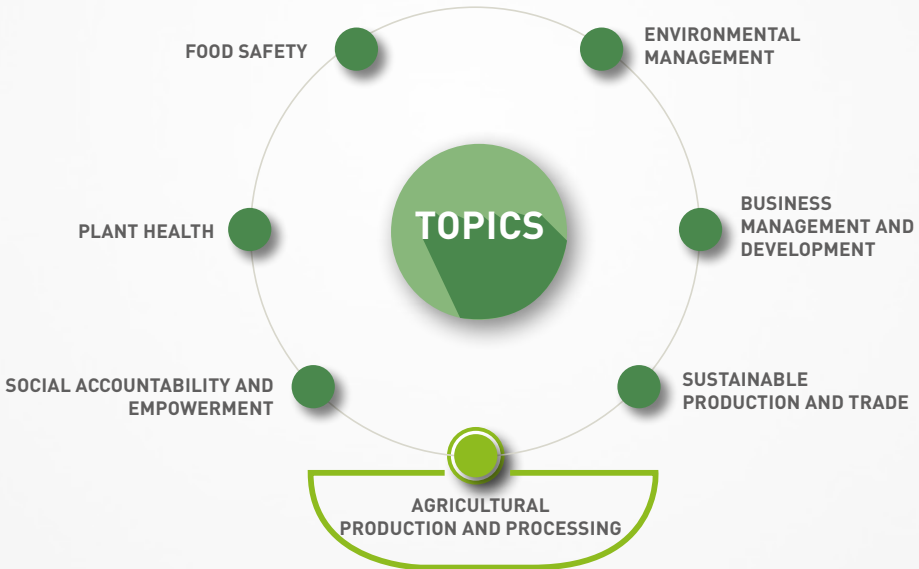 FOOD SAFETY
ENVIRONMENTAL
MANAGEMENT
TOPICS
PLANT HEALTH
BUSINESS
MANAGEMENT AND
DEVELOPMENT
SOCIAL ACCOUNTABILITY AND
EMPOWERMENT
SUSTAINABLE
PRODUCTION AND TRADE
AGRICULTURAL
PRODUCTION AND PROCESSING